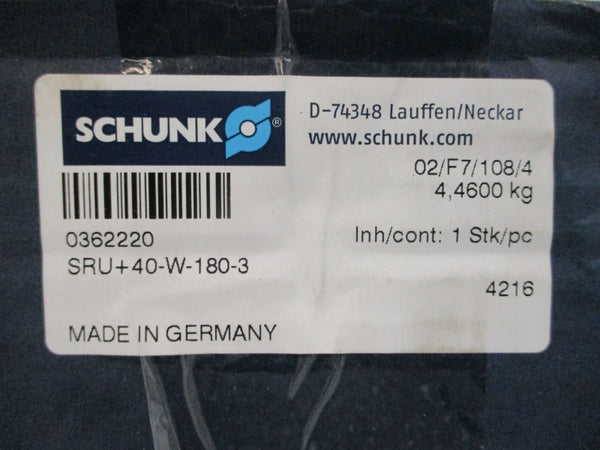 SCHUNK ®
D-74348 Lauffen/Neckar
www.schunk.com
02/F7/108/4
4,4600 kg
0362220
Inh/cont: 1 Stk/pc
SRU+40-W-180-3
4216
MADE IN GERMANY